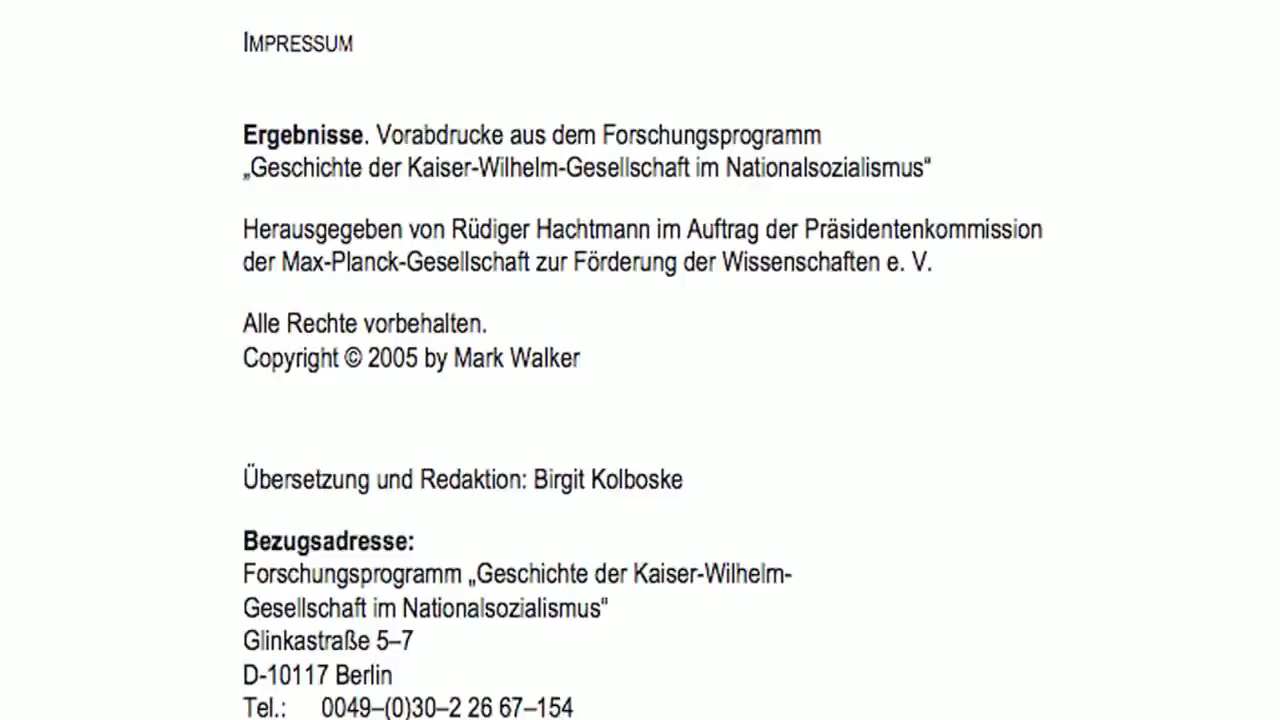 IMPRESSUM
Ergebnisse. Vorabdrucke aus dem Forschungsprogramm
„Geschichte der Kaiser-Wilhelm-Gesellschaft im Nationalsozialismus“
Herausgegeben von Rüdiger Hachtmann im Auftrag der Präsidentenkommission
der Max-Planck-Gesellschaft zur Förderung der Wissenschaften e. V.
Alle Rechte vorbehalten.
Copyright © 2005 by Mark Walker
Übersetzung und Redaktion: Birgit Kolboske
Bezugsadresse:
Forschungsprogramm „Geschichte der Kaiser-Wilhelm-
Gesellschaft im Nationalsozialismus“
Glinkastraße 5–7
D-10117 Berlin
Tel.: 0049–(0)30–2 26 67–154